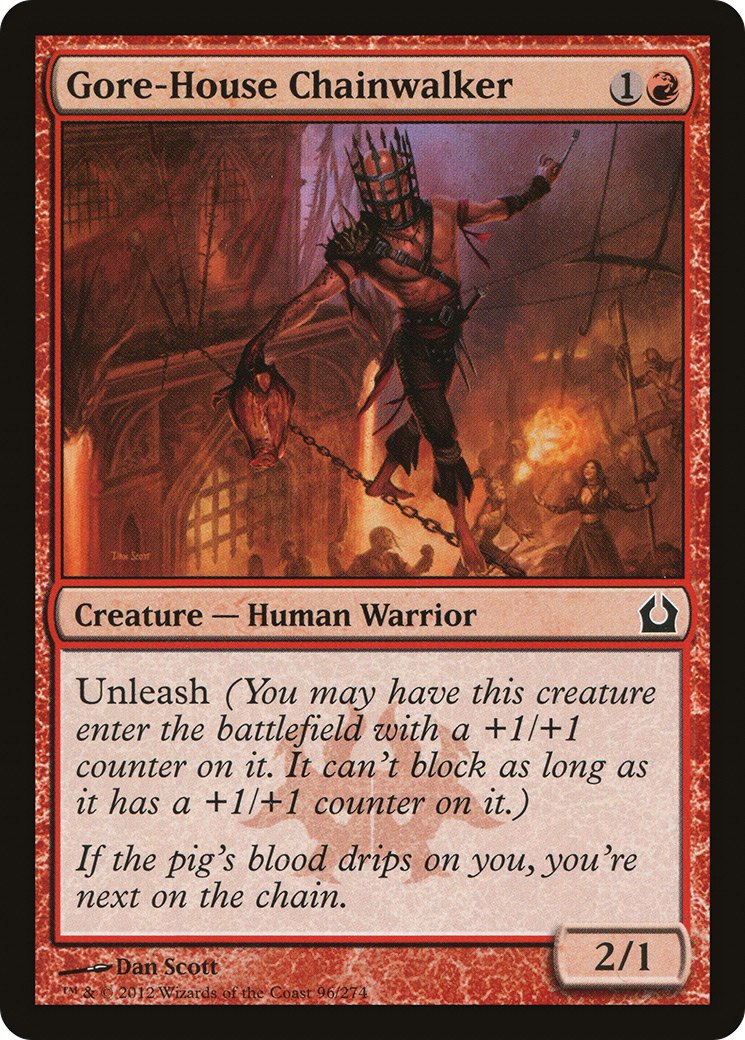 Gore-House Chainwalker 1
DAN SCOTT
Creature — Human Warrior
Unleash (You may have this creature
enter the battlefield with a +1/+1
counter on it. It can't block as long as
it has a +1/+1 counter on it.)
If the pig's blood drips on you, you're
next on the chain.
2/1
Dan Scott
™ & © 2012 Wizards of the Coast 96/274